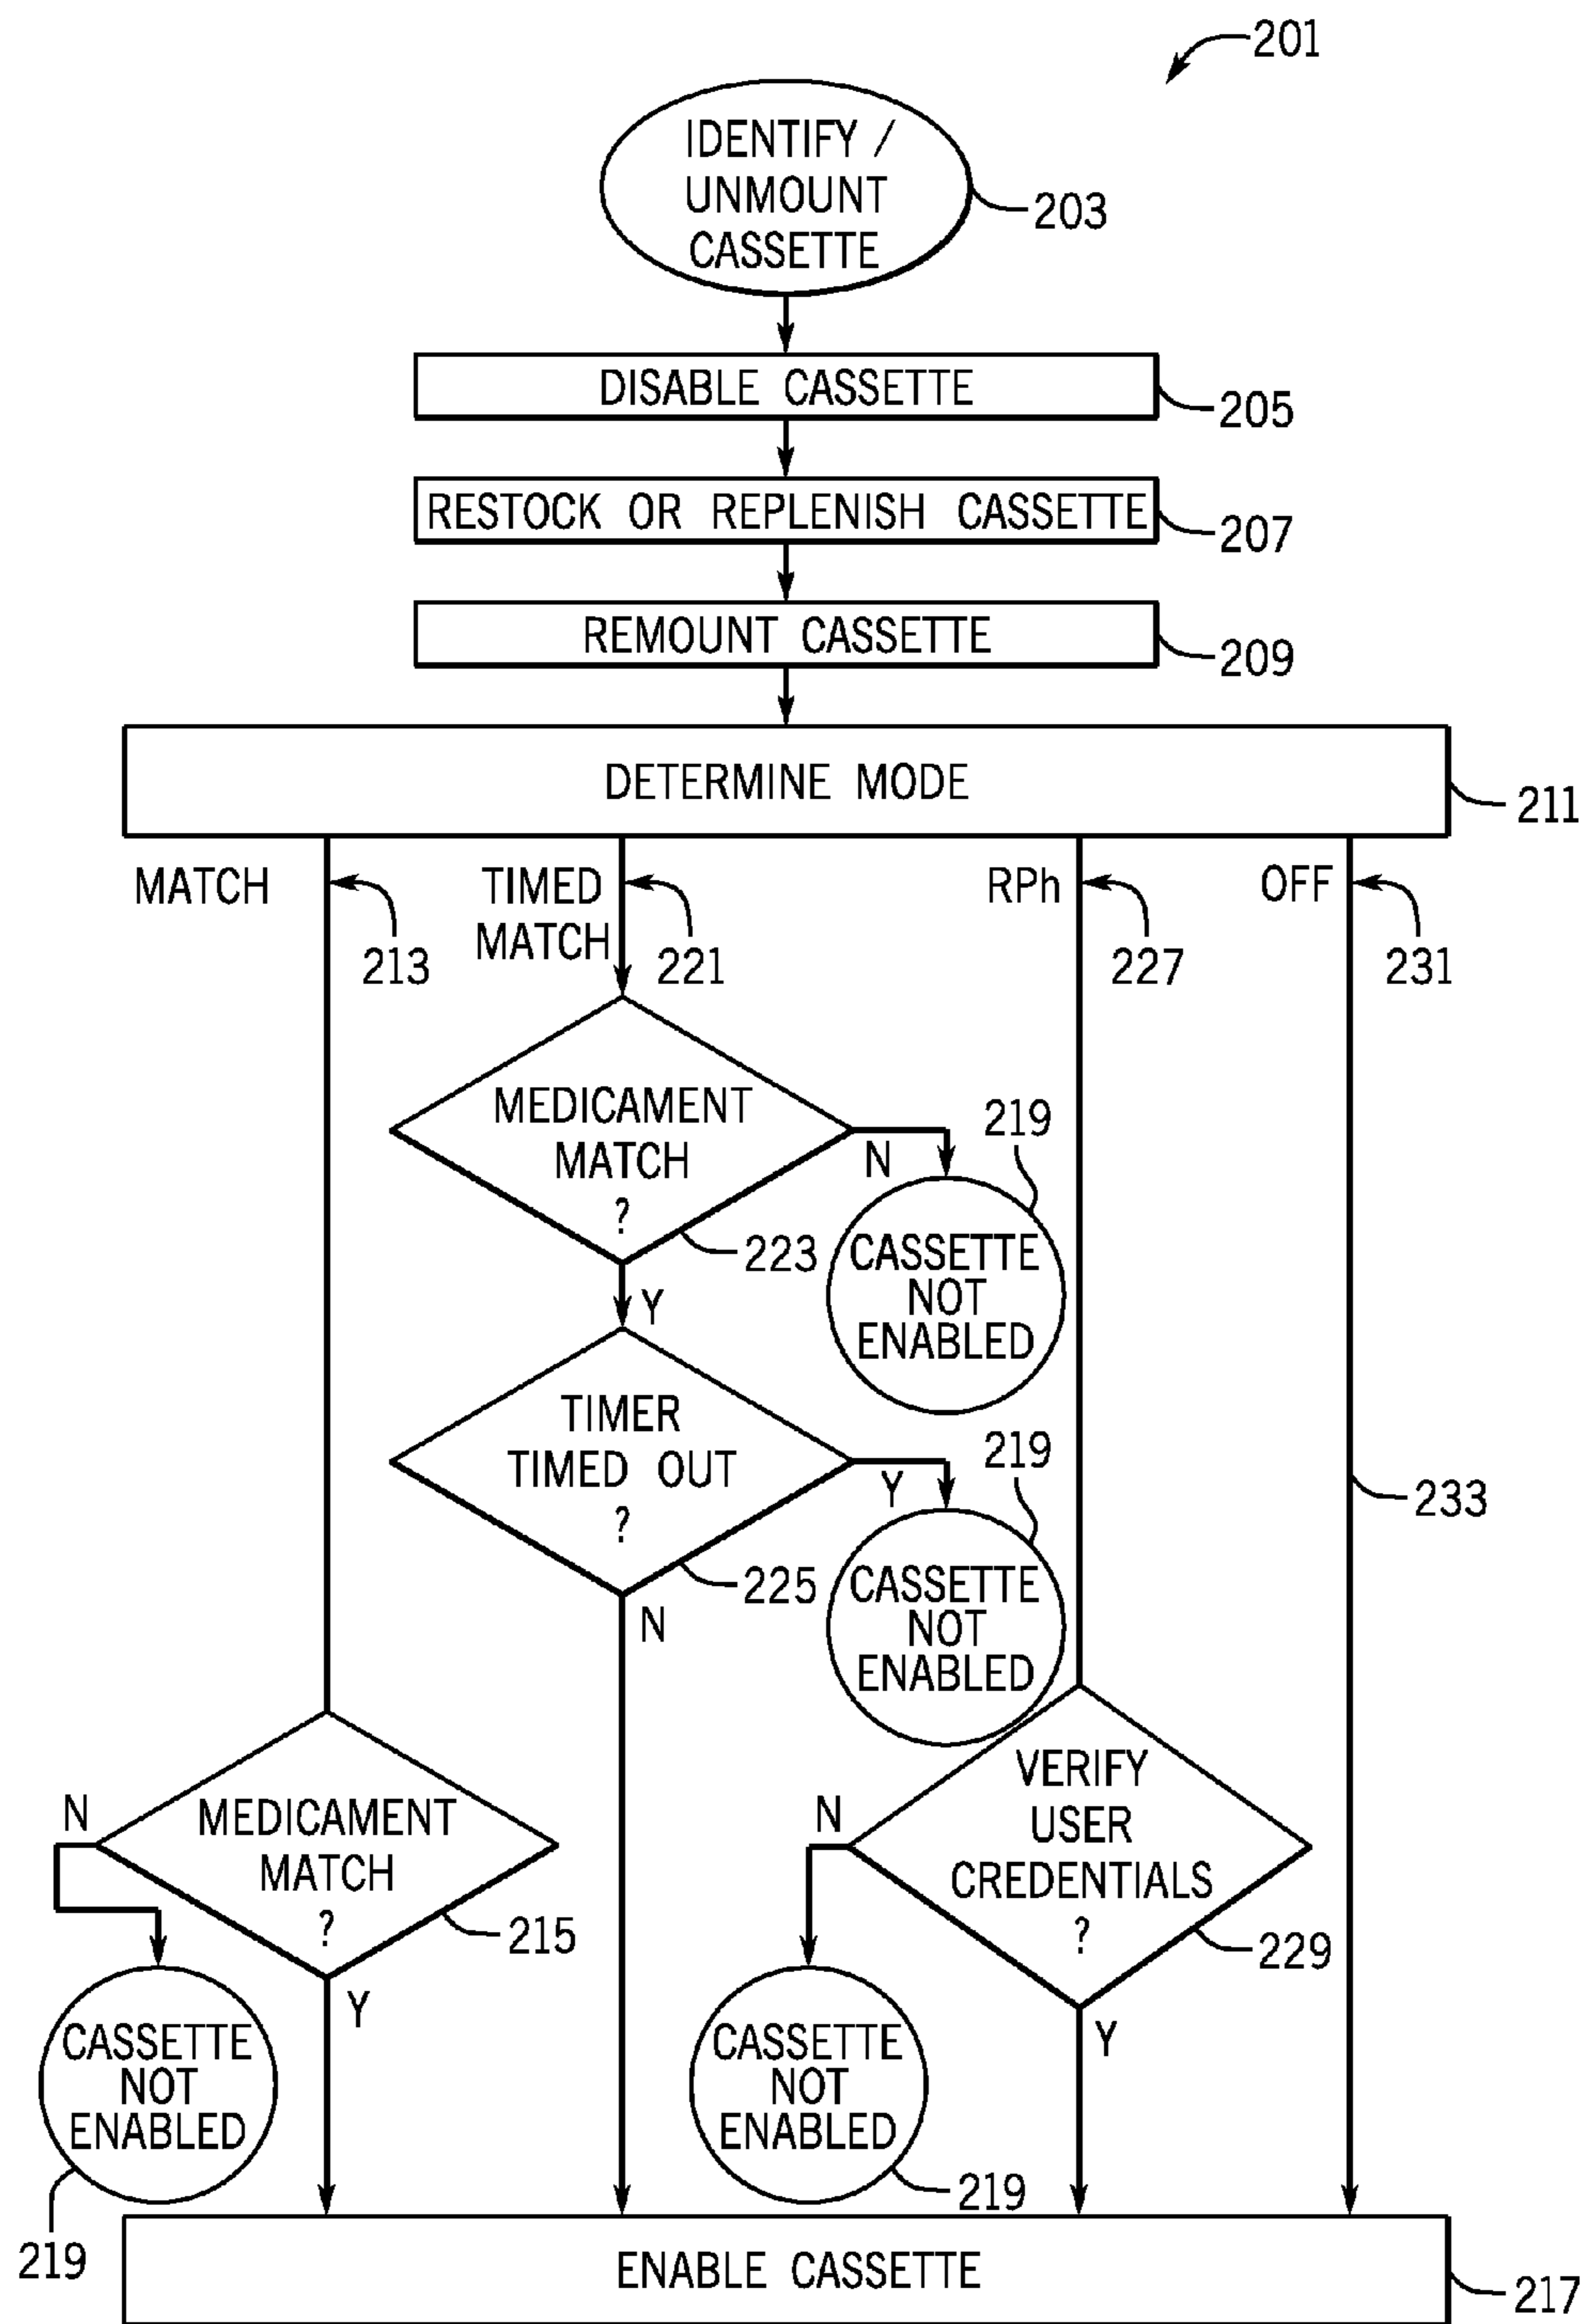 201
IDENTIFY /
UNMOUNT
CASSETTE
203
DISABLE CASSETTE
205
RESTOCK OR REPLENISH CASSETTE
207
REMOUNT CASSETTE
209
DETERMINE MODE
211
MATCH
213
TIMED
MATCH
221
RPh
227
OFF
231
MEDICAMENT
MATCH
?
223
N
219
CASSETTE
NOT
ENABLED
Y
TIMER
TIMED OUT
?
225
Y
219
CASSETTE
NOT
ENABLED
N
233
MEDICAMENT
MATCH
?
215
N
CASSETTE
NOT
ENABLED
219
Y
VERIFY
USER
CREDENTIALS
?
229
N
CASSETTE
NOT
ENABLED
219
Y
ENABLE CASSETTE
217